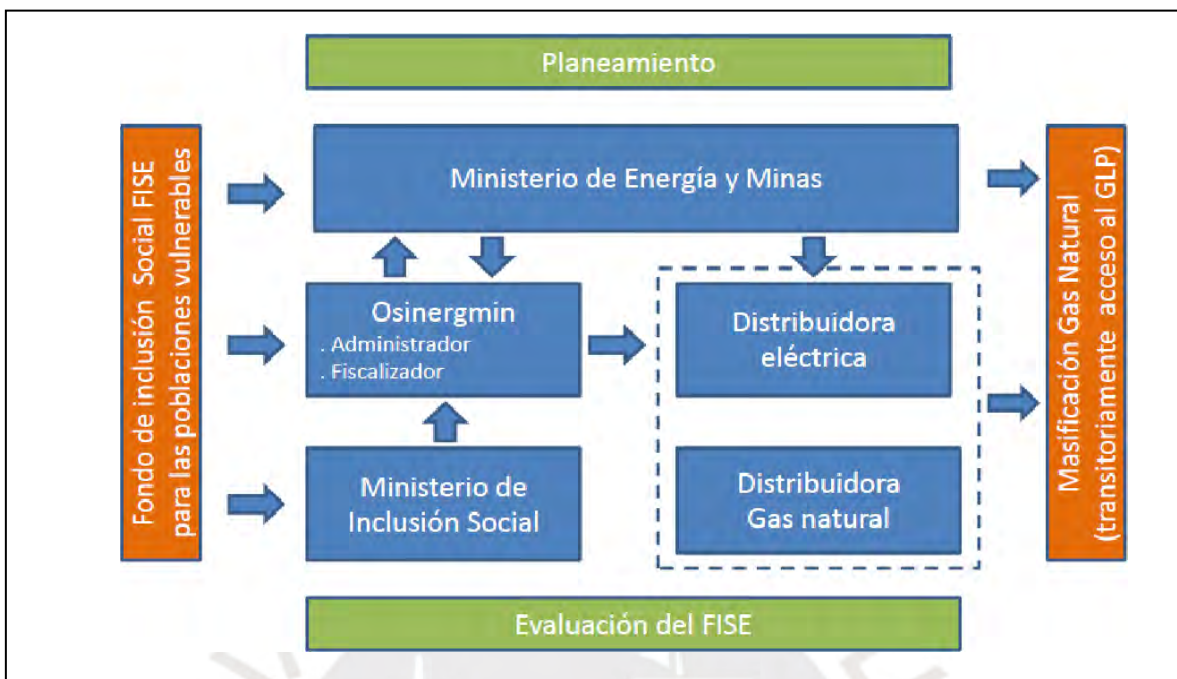 Planeamiento
Fondo de inclusión Social FISE
para las poblaciones vulnerables
Ministerio de Energía y Minas
Osinergmin
. Administrador
. Fiscalizador
Distribuidora
eléctrica
Ministerio de
Inclusión Social
Distribuidora
Gas natural
Masificación Gas Natural
(transitoriamente acceso al GLP)
Evaluación del FISE